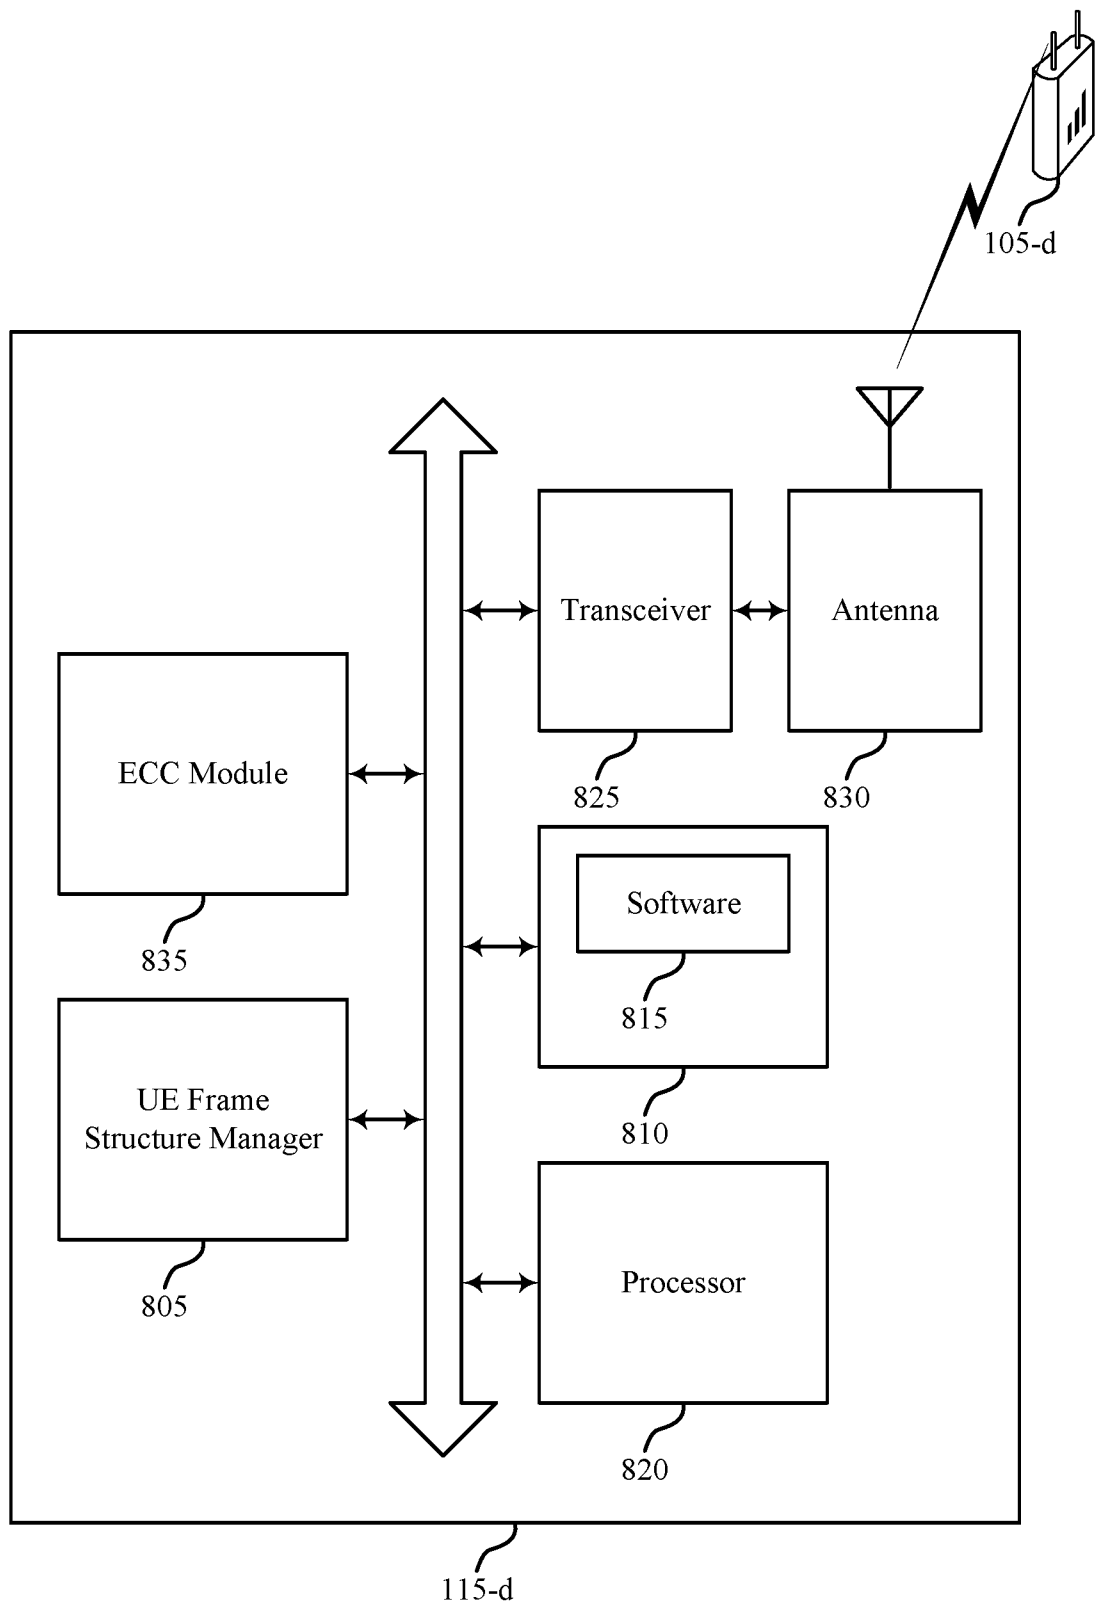 105-d
Transceiver
Antenna
825
830
ECC Module
835
Software
815
810
UE Frame
Structure Manager
805
Processor
820
115-d